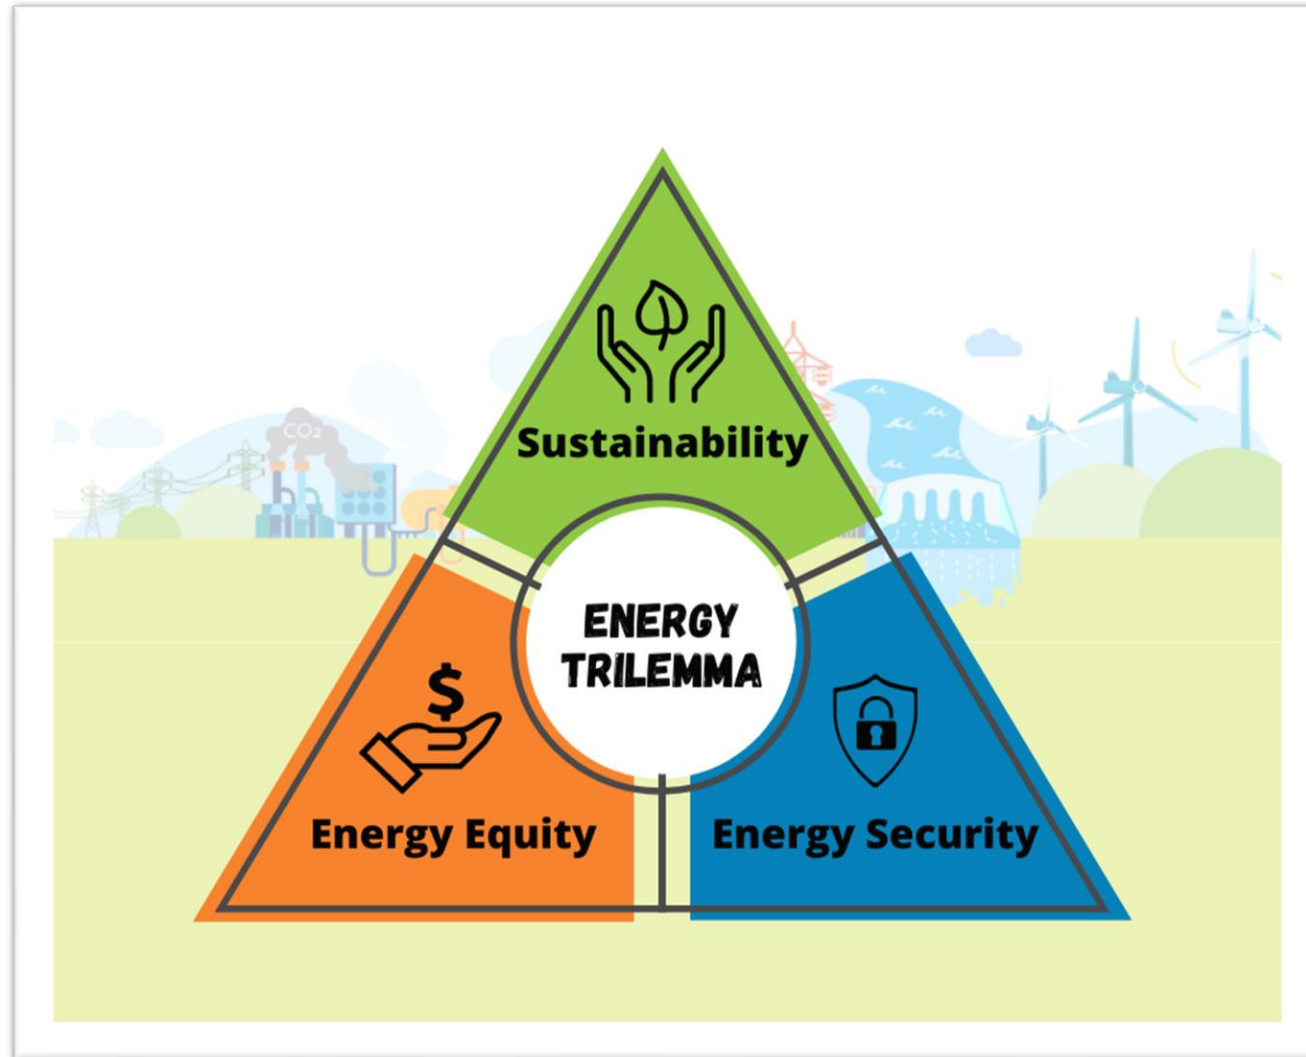 CO₂
Sustainability
ENERGY
TRILEMMA
$
Energy Equity
Energy Security